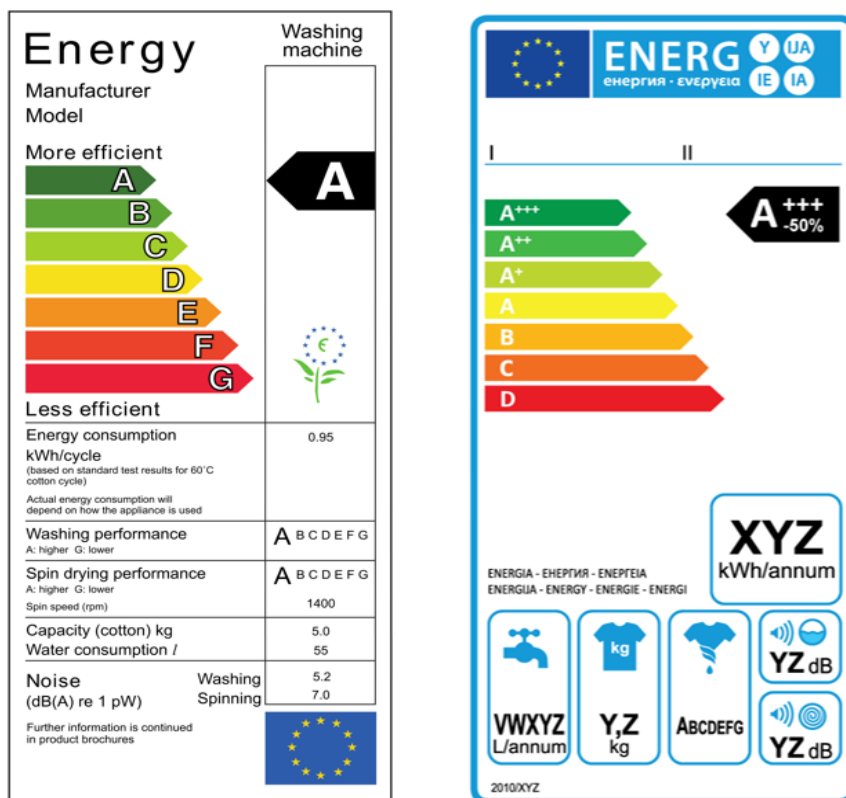 Energy
Washing
machine
Manufacturer
Model
More efficient
A
A
B
C
D
E
F
G
Less efficient
Energy consumption
0.95
kWh/cycle
(based on standard test results for 60˚C
cotton cycle)
Actual energy consumption will
depend on how the appliance is used
Washing performance
A B C D E F G
A: higher G: lower
Spin drying performance
A B C D E F G
A: higher G: lower
Spin speed (rpm)
1400
Capacity (cotton) kg
5.0
Water consumption l
55
Noise
(dB(A) re 1 pW)
Washing
5.2
Spinning
7.0
Further information is continued
in product brochures
ENERG
енергия · ενεργεια
Y IJA
IE IA
I II
A+++
A+++ -50%
A++
A+
A
B
C
D
XYZ
kWh/annum
ENERGIA - ЕНЕРГИЯ - ΕΝΕΡΓΕΙΑ
ENERGIJA - ENERGY - ENERGIE - ENERGI
VWXYZ
L/annum
kg
Y,Z
kg
ABCDEFG
YZ dB
YZ dB
2010/XYZ